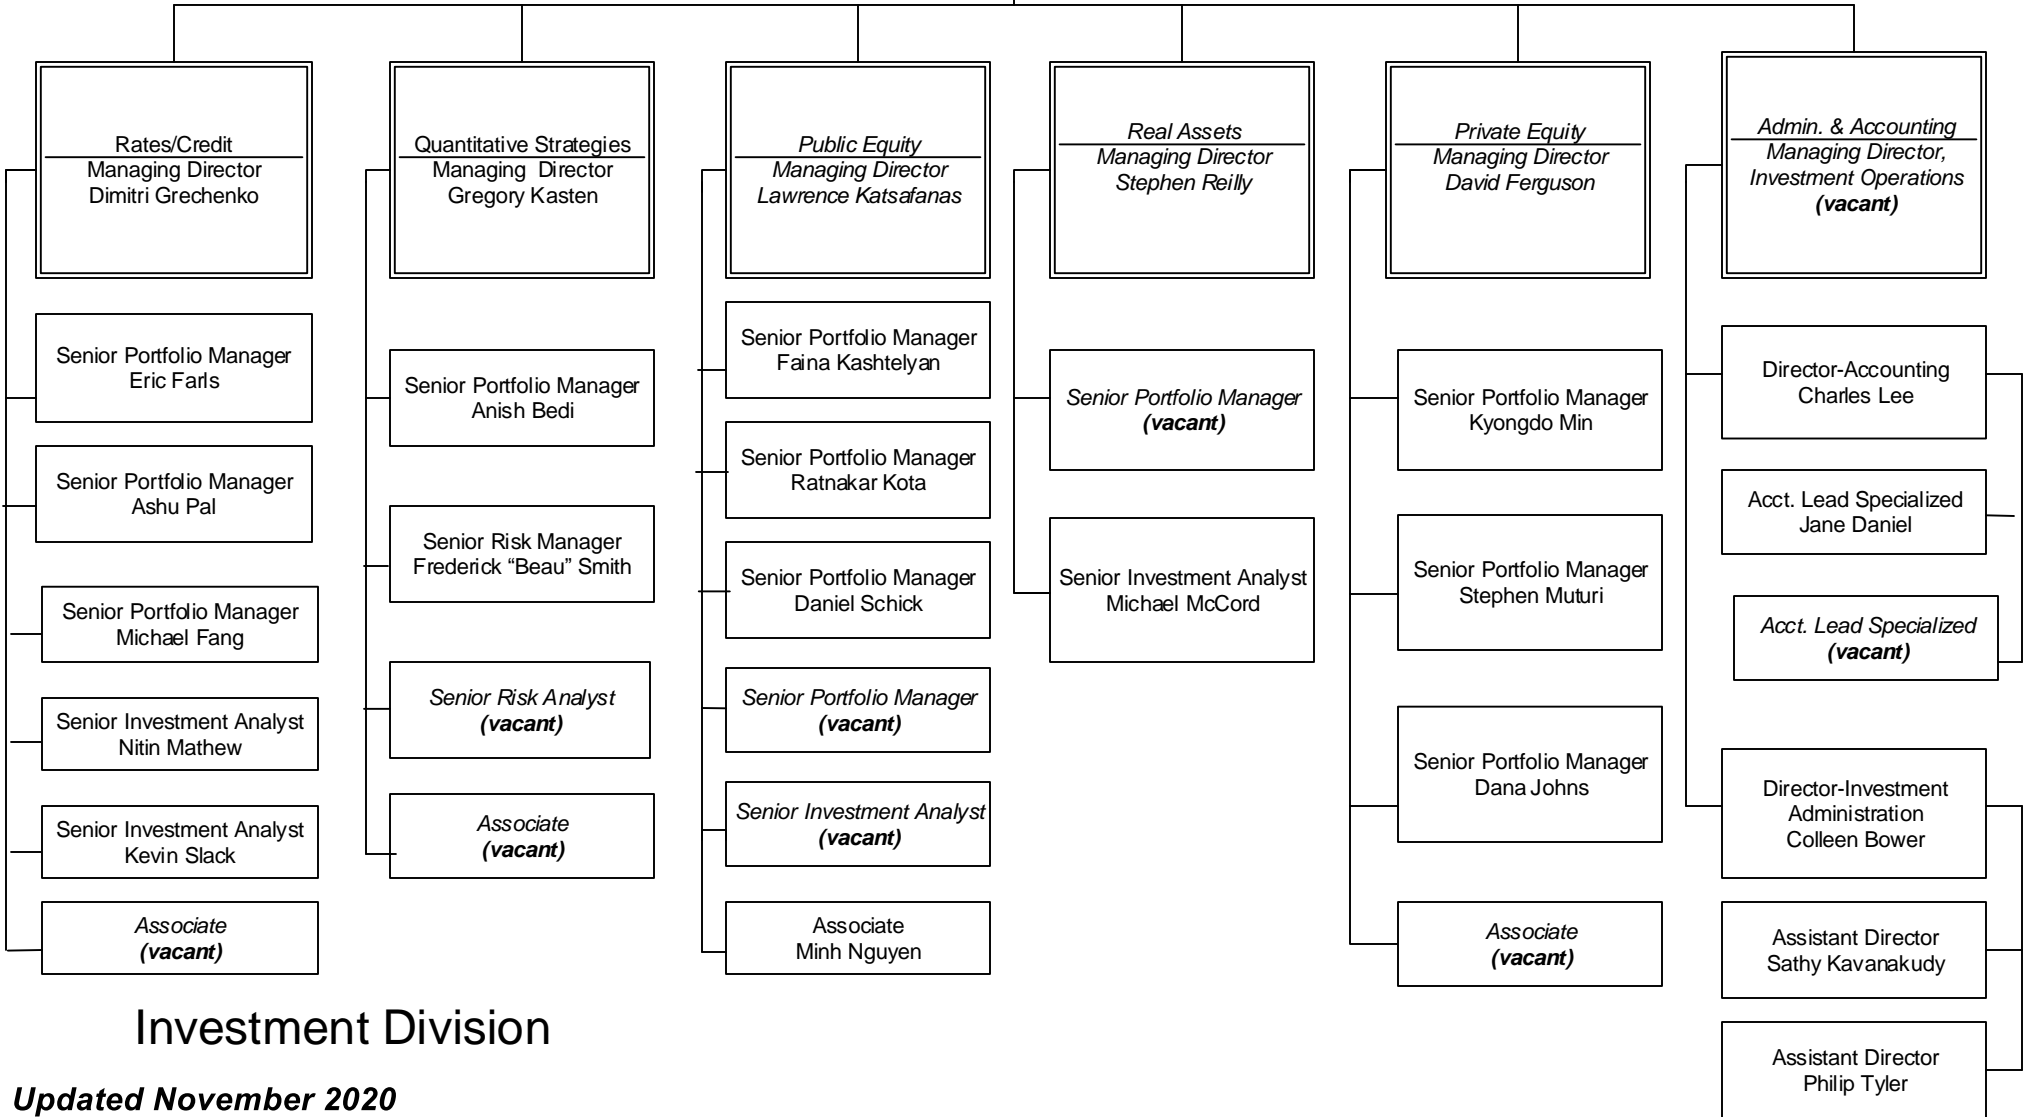 Rates/Credit
Managing Director
Dimitri Grechenko
Senior Portfolio Manager
Eric Farls
Senior Portfolio Manager
Ashu Pal
Senior Portfolio Manager
Michael Fang
Senior Investment Analyst
Nitin Mathew
Senior Investment Analyst
Kevin Slack
Associate
(vacant)
Quantitative Strategies
Managing Director
Gregory Kasten
Senior Portfolio Manager
Anish Bedi
Senior Risk Manager
Frederick “Beau” Smith
Senior Risk Analyst
(vacant)
Associate
(vacant)
Public Equity
Managing Director
Lawrence Katsafanas
Senior Portfolio Manager
Faina Kashtelyan
Senior Portfolio Manager
Ratnakar Kota
Senior Portfolio Manager
Daniel Schick
Senior Portfolio Manager
(vacant)
Senior Investment Analyst
(vacant)
Associate
Minh Nguyen
Real Assets
Managing Director
Stephen Reilly
Senior Portfolio Manager
(vacant)
Senior Investment Analyst
Michael McCord
Private Equity
Managing Director
David Ferguson
Senior Portfolio Manager
Kyongdo Min
Senior Portfolio Manager
Stephen Muturi
Senior Portfolio Manager
Dana Johns
Associate
(vacant)
Admin. & Accounting
Managing Director,
Investment Operations
(vacant)
Director-Accounting
Charles Lee
Acct. Lead Specialized
Jane Daniel
Acct. Lead Specialized
(vacant)
Director-Investment
Administration
Colleen Bower
Assistant Director
Sathy Kavanakudy
Assistant Director
Philip Tyler
Investment Division
Updated November 2020